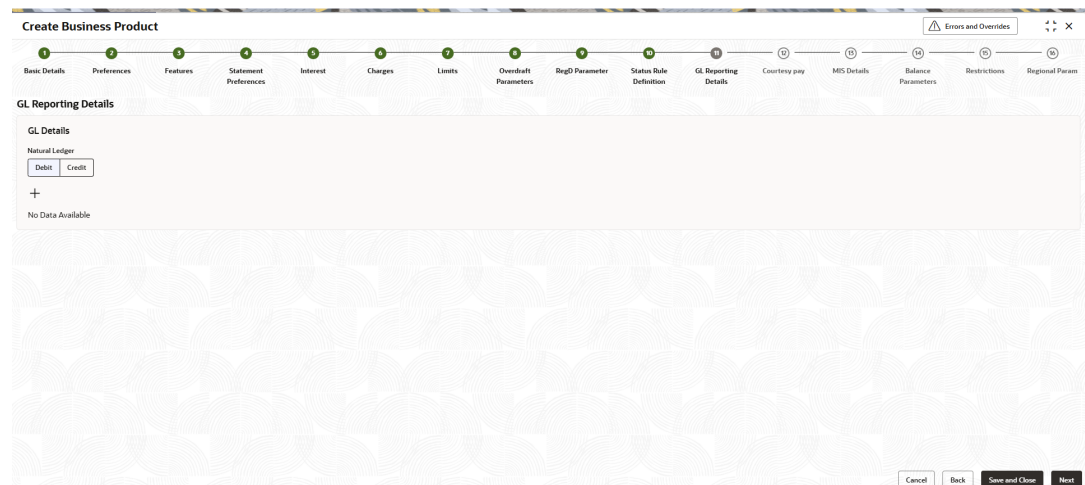 Create Business Product
Errors and Overrides
1 2 3 4 5 6 7 8 9 10 11 12 13 14 15 16
Basic Details Preferences Features Statement Preferences Interest Charges Limits Overdraft Parameters RegD Parameter Status Rule Definition GL Reporting Details Courtesy pay MIS Details Balance Parameters Restrictions Regional Param
GL Reporting Details
GL Details
Natural Ledger
Debit Credit
No Data Available
Cancel Back Save and Close Next